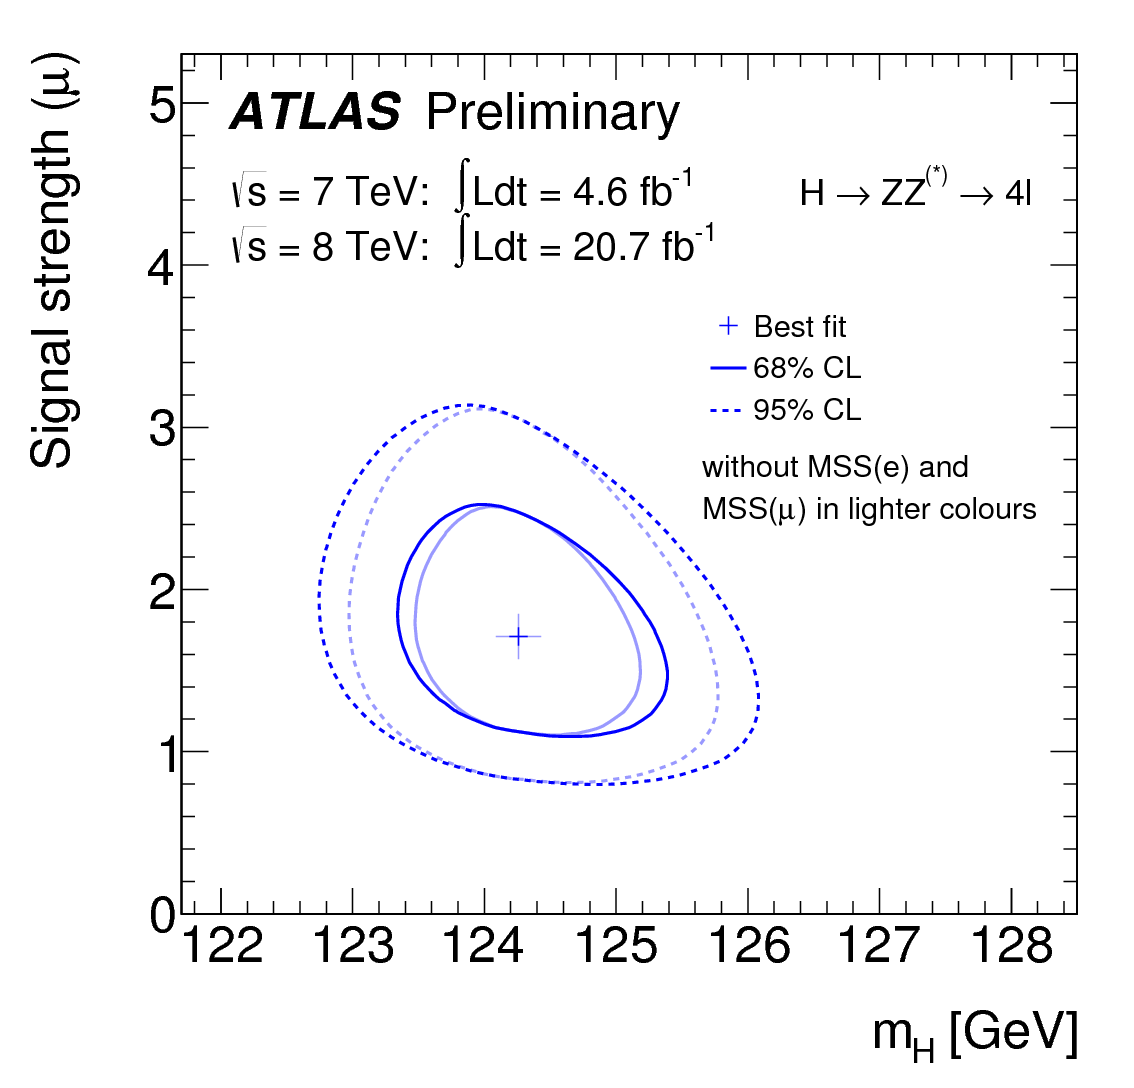 Signal strength (μ)
ATLAS Preliminary
√s = 7 TeV: ∫Ldt = 4.6 fb⁻¹
√s = 8 TeV: ∫Ldt = 20.7 fb⁻¹
H → ZZ⁽*⁾ → 4l
Best fit
68% CL
95% CL
without MSS(e) and
MSS(μ) in lighter colours
5
4
3
2
1
0
122 123 124 125 126 127 128
m_H [GeV]